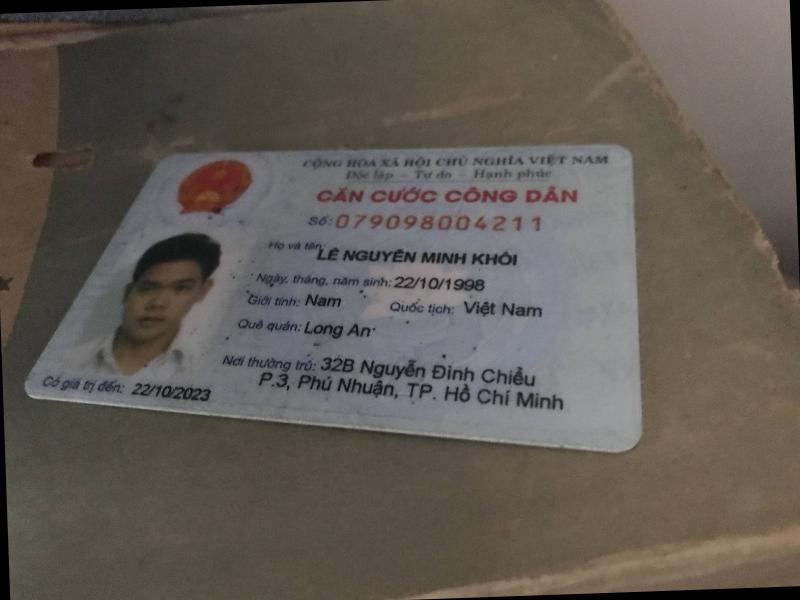 CỘNG HÒA XÃ HỘI CHỦ NGHĨA VIỆT NAM
Độc lập - Tự do - Hạnh phúc
CĂN CƯỚC CÔNG DÂN
Số: 079098004211
Họ và tên: LÊ NGUYỄN MINH KHÔI
Ngày, tháng, năm sinh: 22/10/1998
Giới tính: Nam Quốc tịch: Việt Nam
Quê quán: Long An
Nơi thường trú: 32B Nguyễn Đình Chiểu
P.3, Phú Nhuận, TP. Hồ Chí Minh
Có giá trị đến: 22/10/2023